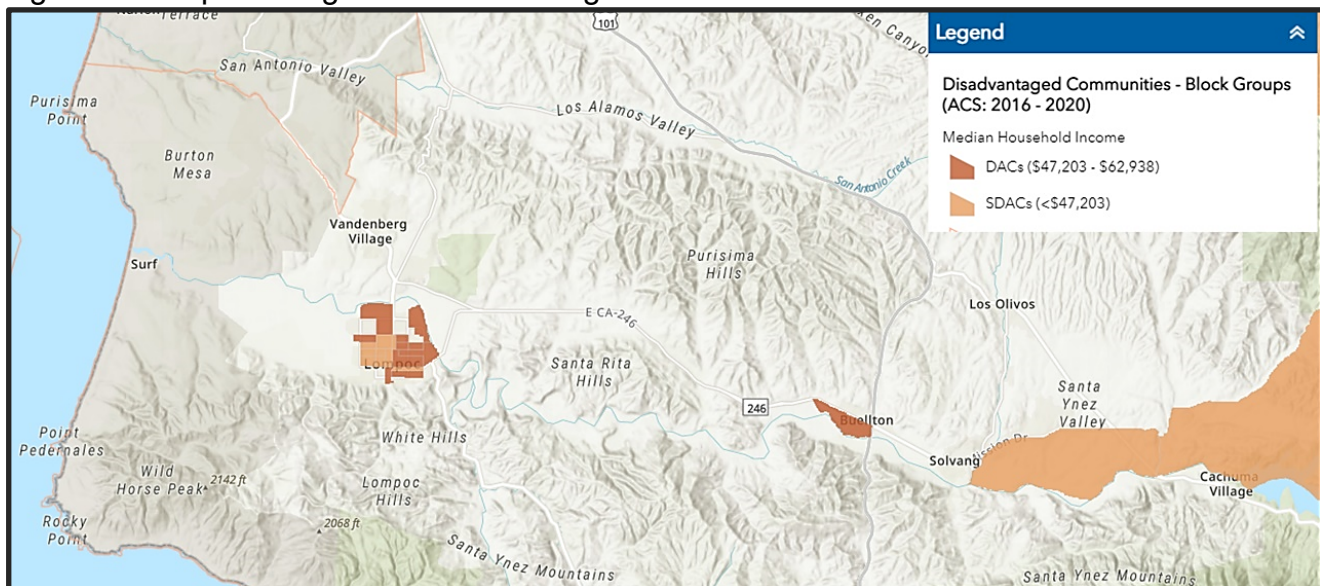 Terrace
101
San Antonio Valley
Purisima
Point
Los Alamos Valley
Burton
Mesa
San Antonio Creek
Legend
Disadvantaged Communities - Block Groups
(ACS: 2016 - 2020)
Median Household Income
DACs ($47,203 - $62,938)
SDACs (<$47,203)
Vandenberg
Village
Surf
Purisima
Hills
Los Olivos
E CA-246
Lompoc
Santa Rita
Hills
Santa
Ynez
Valley
246
Buellton
White Hills
Point
Pedernales
Solvang
Wild
Horse Peak
2142 ft
Lompoc
Hills
Cachuma
Village
Rocky
Point
2068 ft
Santa Ynez Mountains
Santa Ynez Mountains